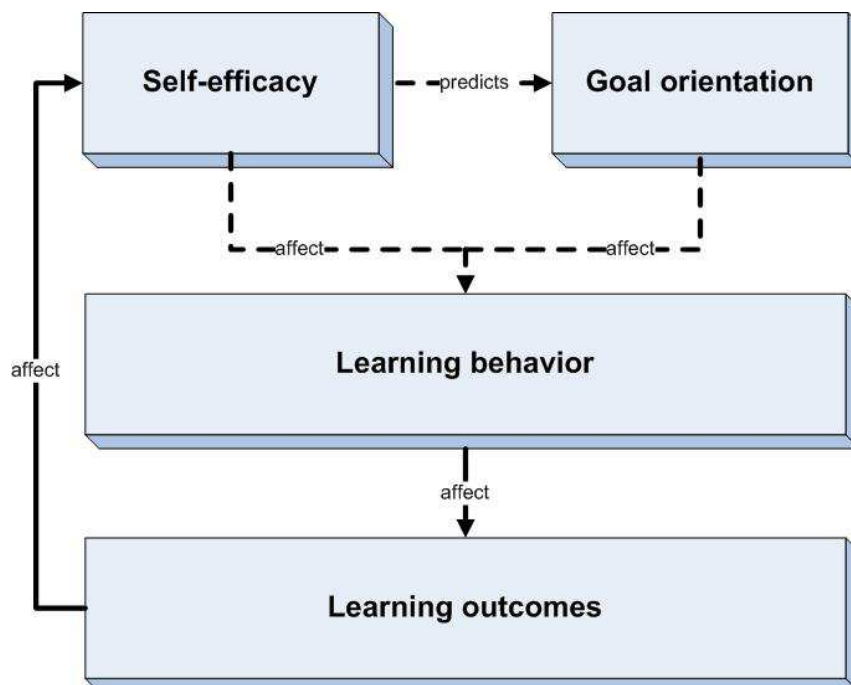 Self-efficacy
predicts
Goal orientation
affect
affect
Learning behavior
affect
affect
Learning outcomes